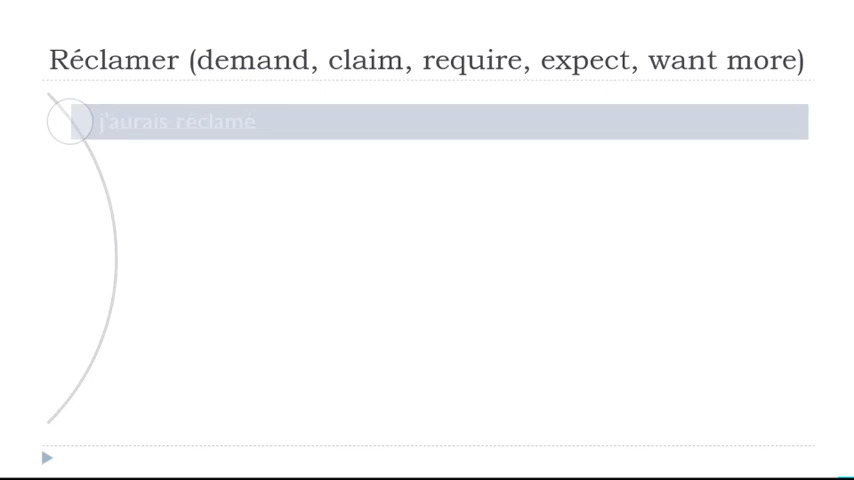 Réclamer (demand, claim, require, expect, want more)
j'aurais réclamé